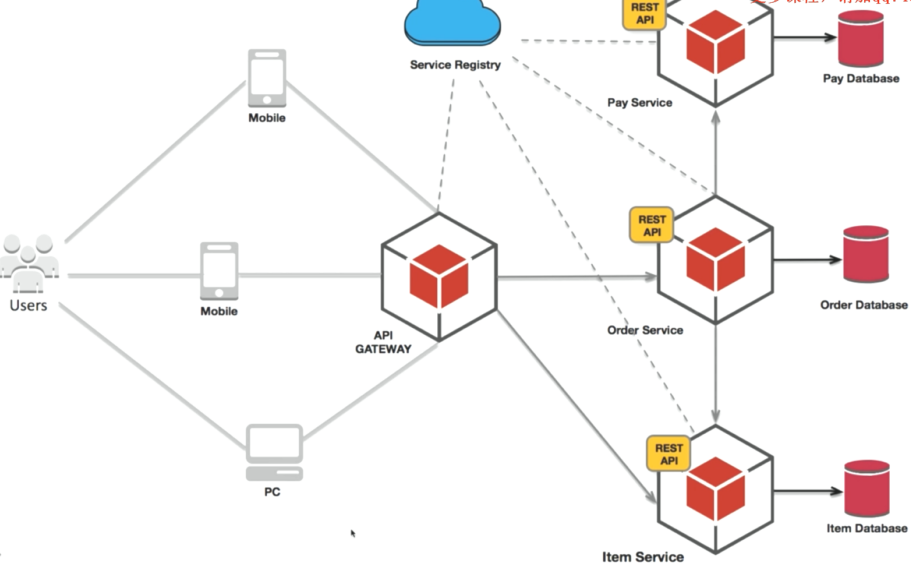 REST
API
Service Registry
Pay Database
Pay Service
Mobile
REST
API
Users
Mobile
Order Database
API
GATEWAY
Order Service
REST
API
PC
Item Database
Item Service